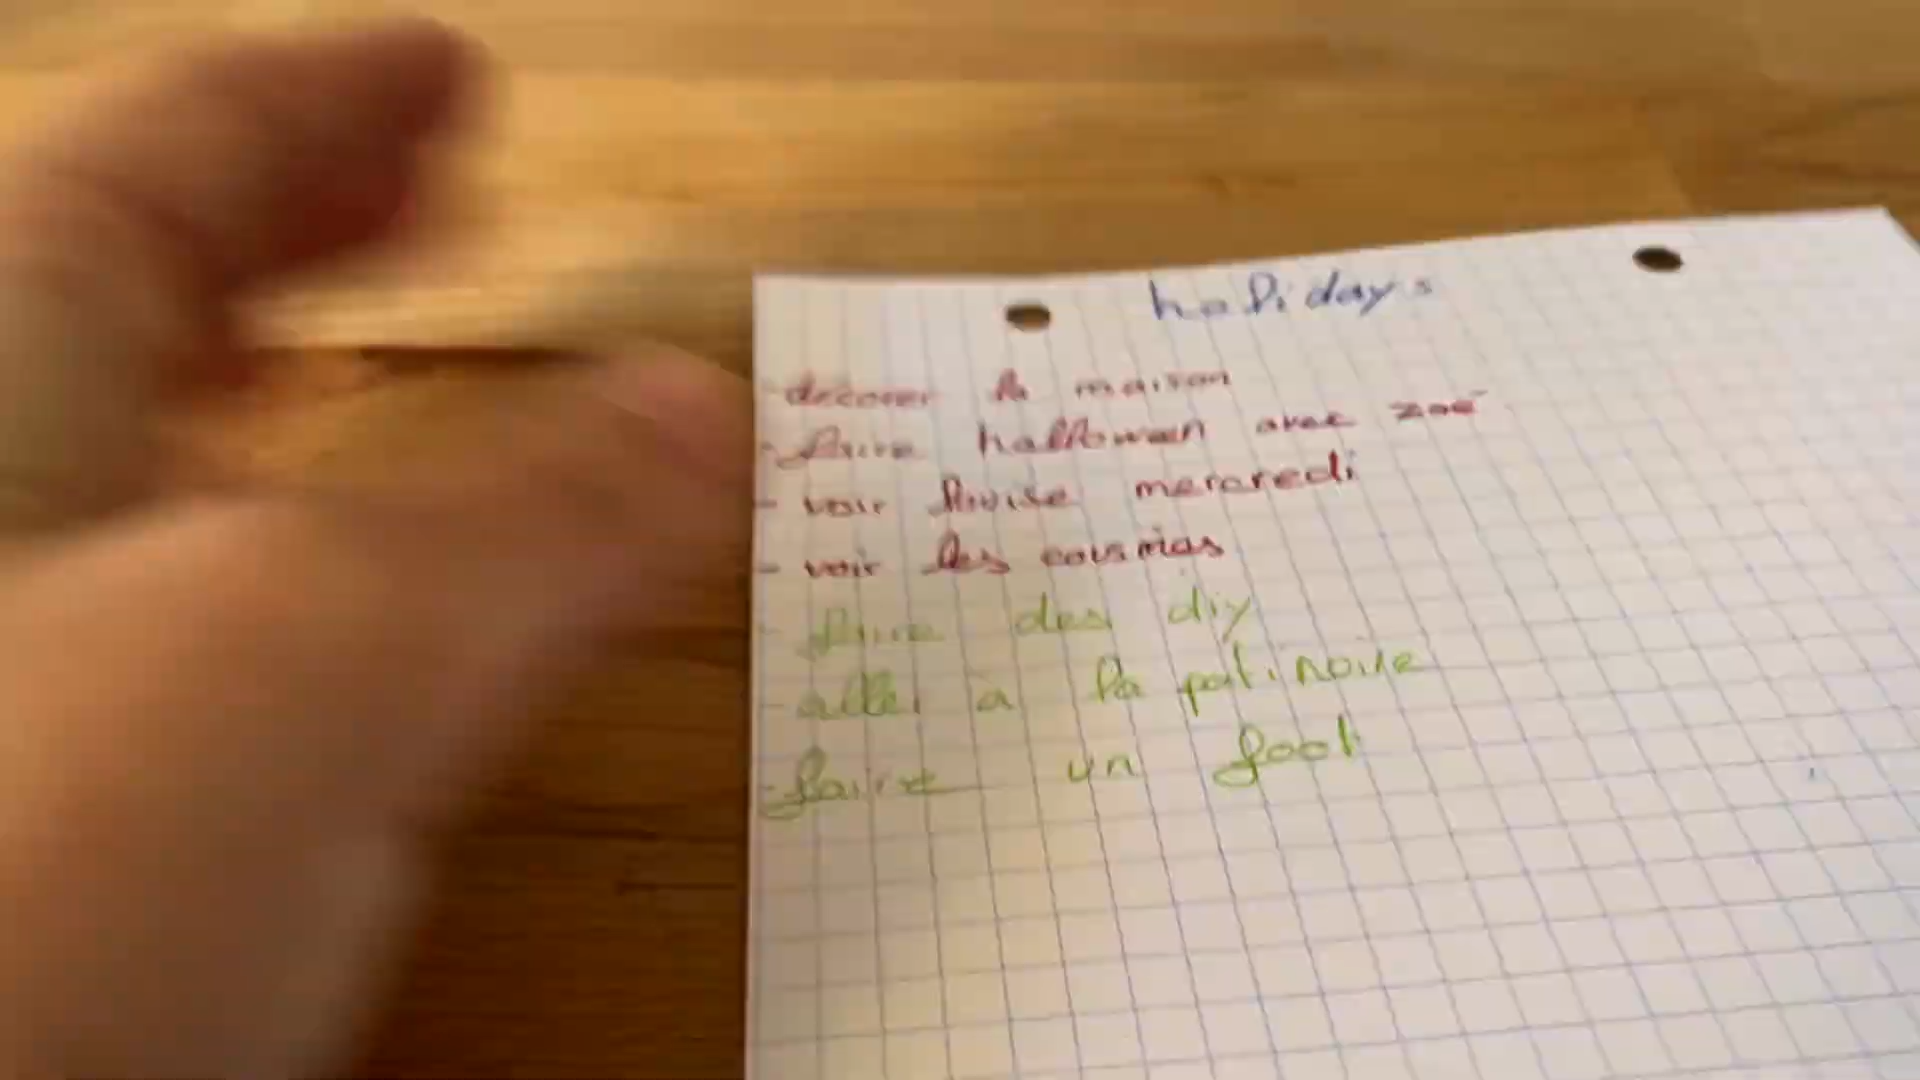 holidays
- décorer la maison
- faire halloween avec zoé
- voir louise mercredi
- voir les cousins
- faire des diy
- aller à la patinoire
- faire un foot